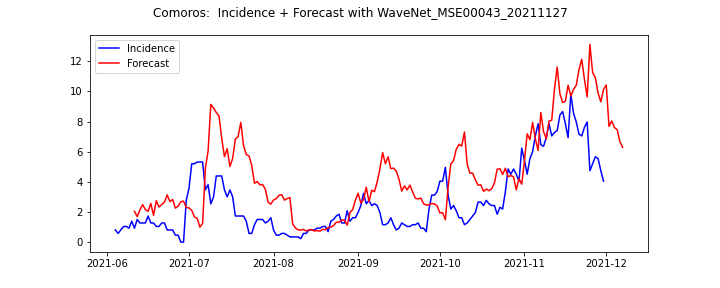 Comoros:  Incidence + Forecast with WaveNet_MSE00043_20211127
Incidence
Forecast
12
10
8
6
4
2
0
2021-06 2021-07 2021-08 2021-09 2021-10 2021-11 2021-12